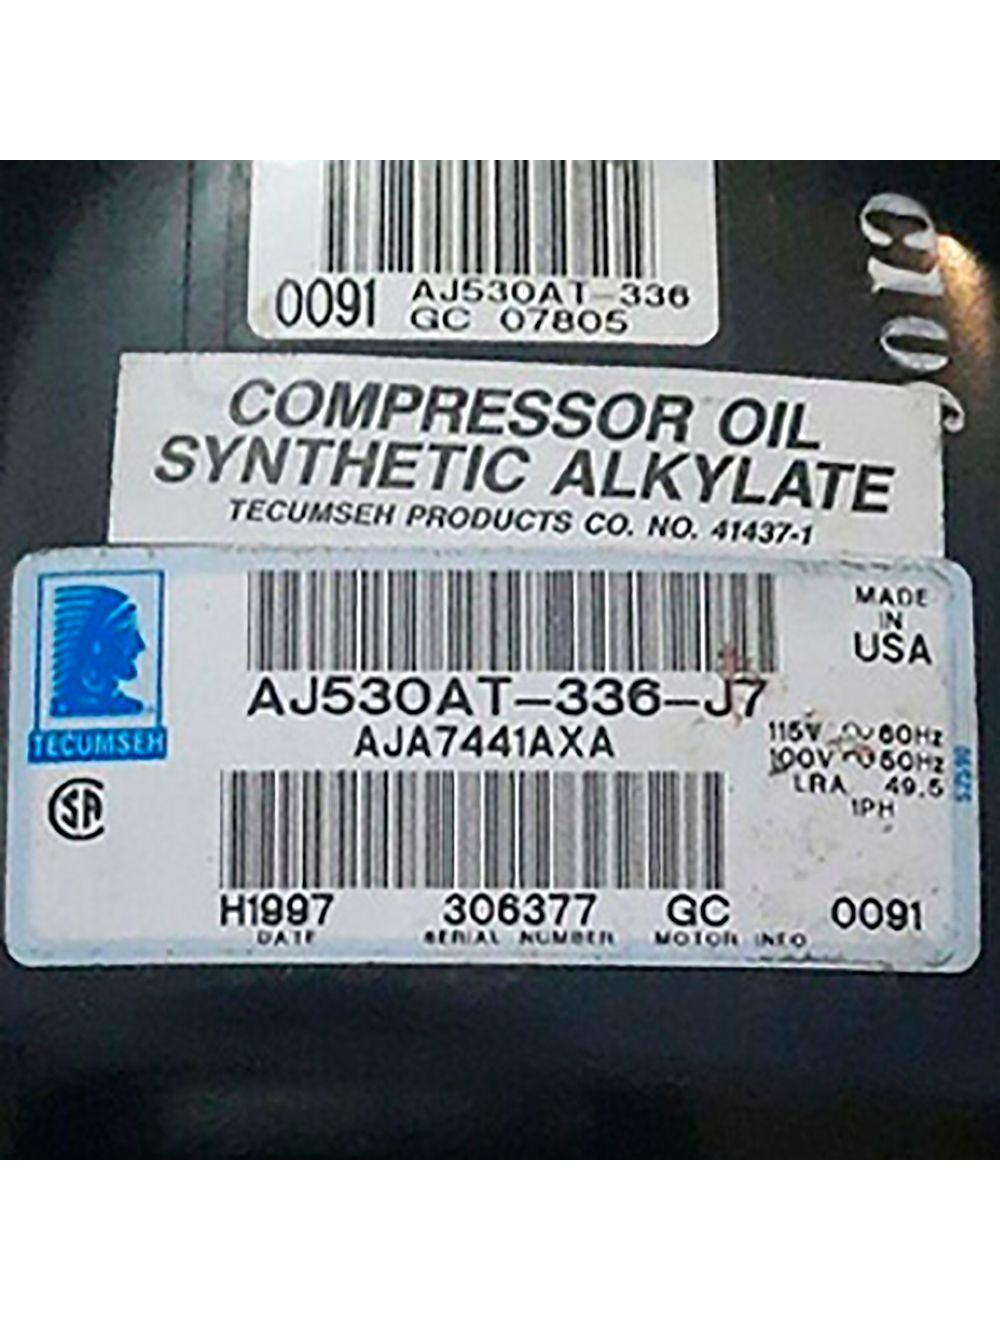 0091 AJ530AT-336
GC 07805
COMPRESSOR OIL
SYNTHETIC ALKYLATE
TECUMSEH PRODUCTS CO. NO. 41437-1
TECUMSEH
SA
MADE
IN
USA
AJ530AT-336-J7
AJA7441AXA
115V ~ 60Hz
100V ~ 50Hz
LRA 49.5
1PH
H1997 306377 GC 0091
DATE SERIAL NUMBER MOTOR INFO